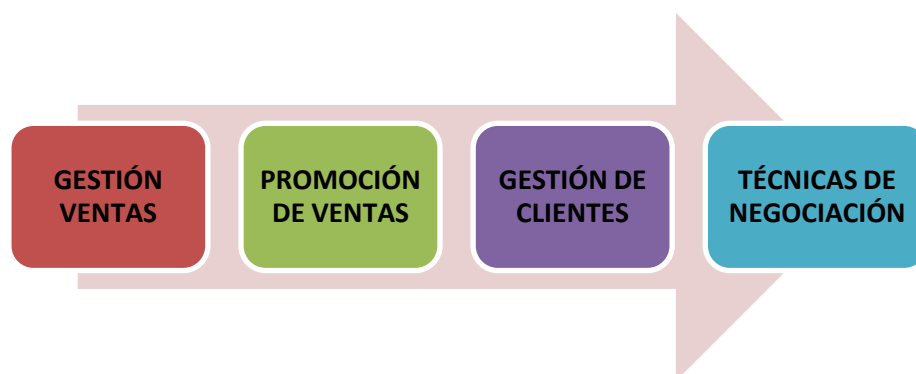 GESTIÓN
VENTAS
PROMOCIÓN
DE VENTAS
GESTIÓN DE
CLIENTES
TÉCNICAS DE
NEGOCIACIÓN